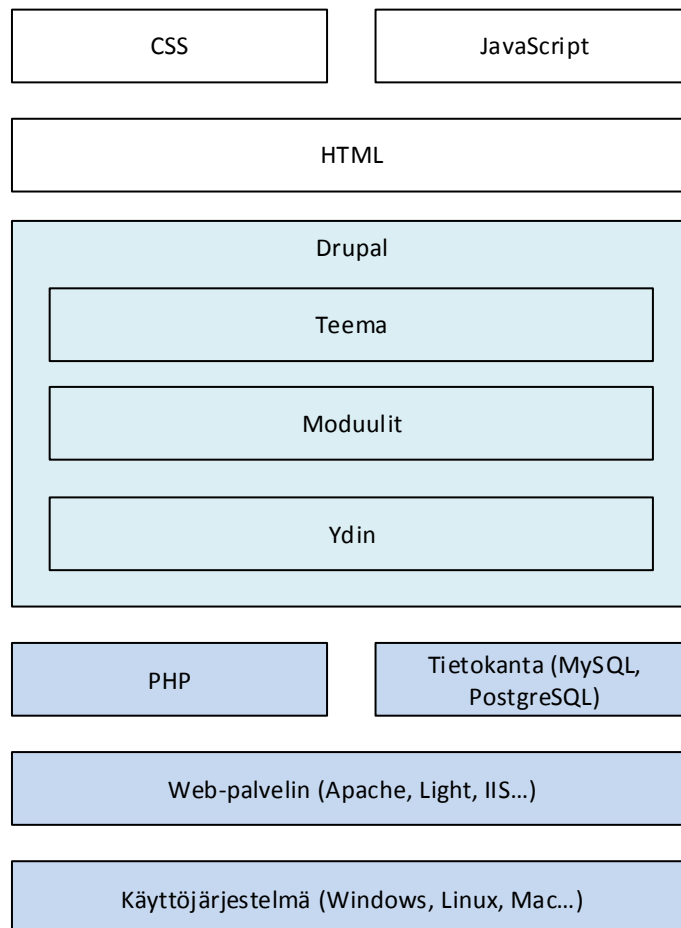 CSS
JavaScript
HTML
Drupal
Teema
Moduulit
Ydin
PHP
Tietokanta (MySQL,
PostgreSQL)
Web-palvelin (Apache, Light, IIS…)
Käyttöjärjestelmä (Windows, Linux, Mac…)